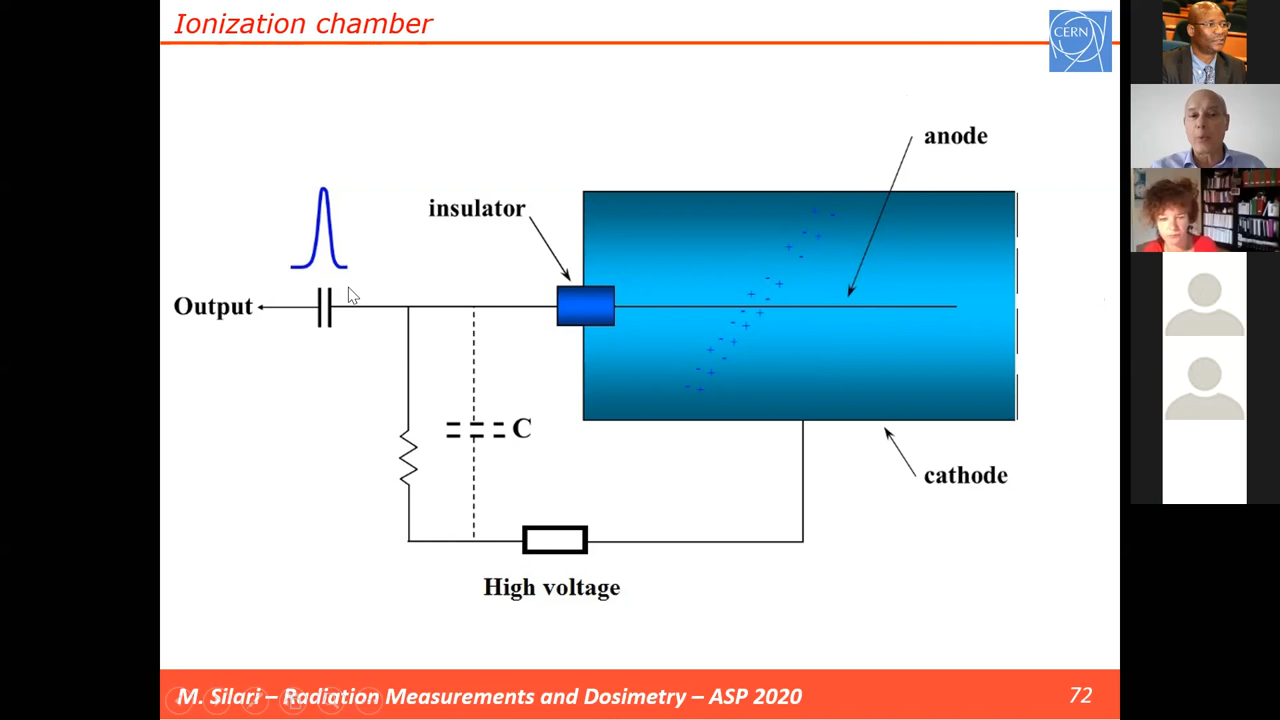 Ionization chamber
CERN
anode
insulator
Output
C
cathode
High voltage
M. Silari – Radiation Measurements and Dosimetry – ASP 2020
72